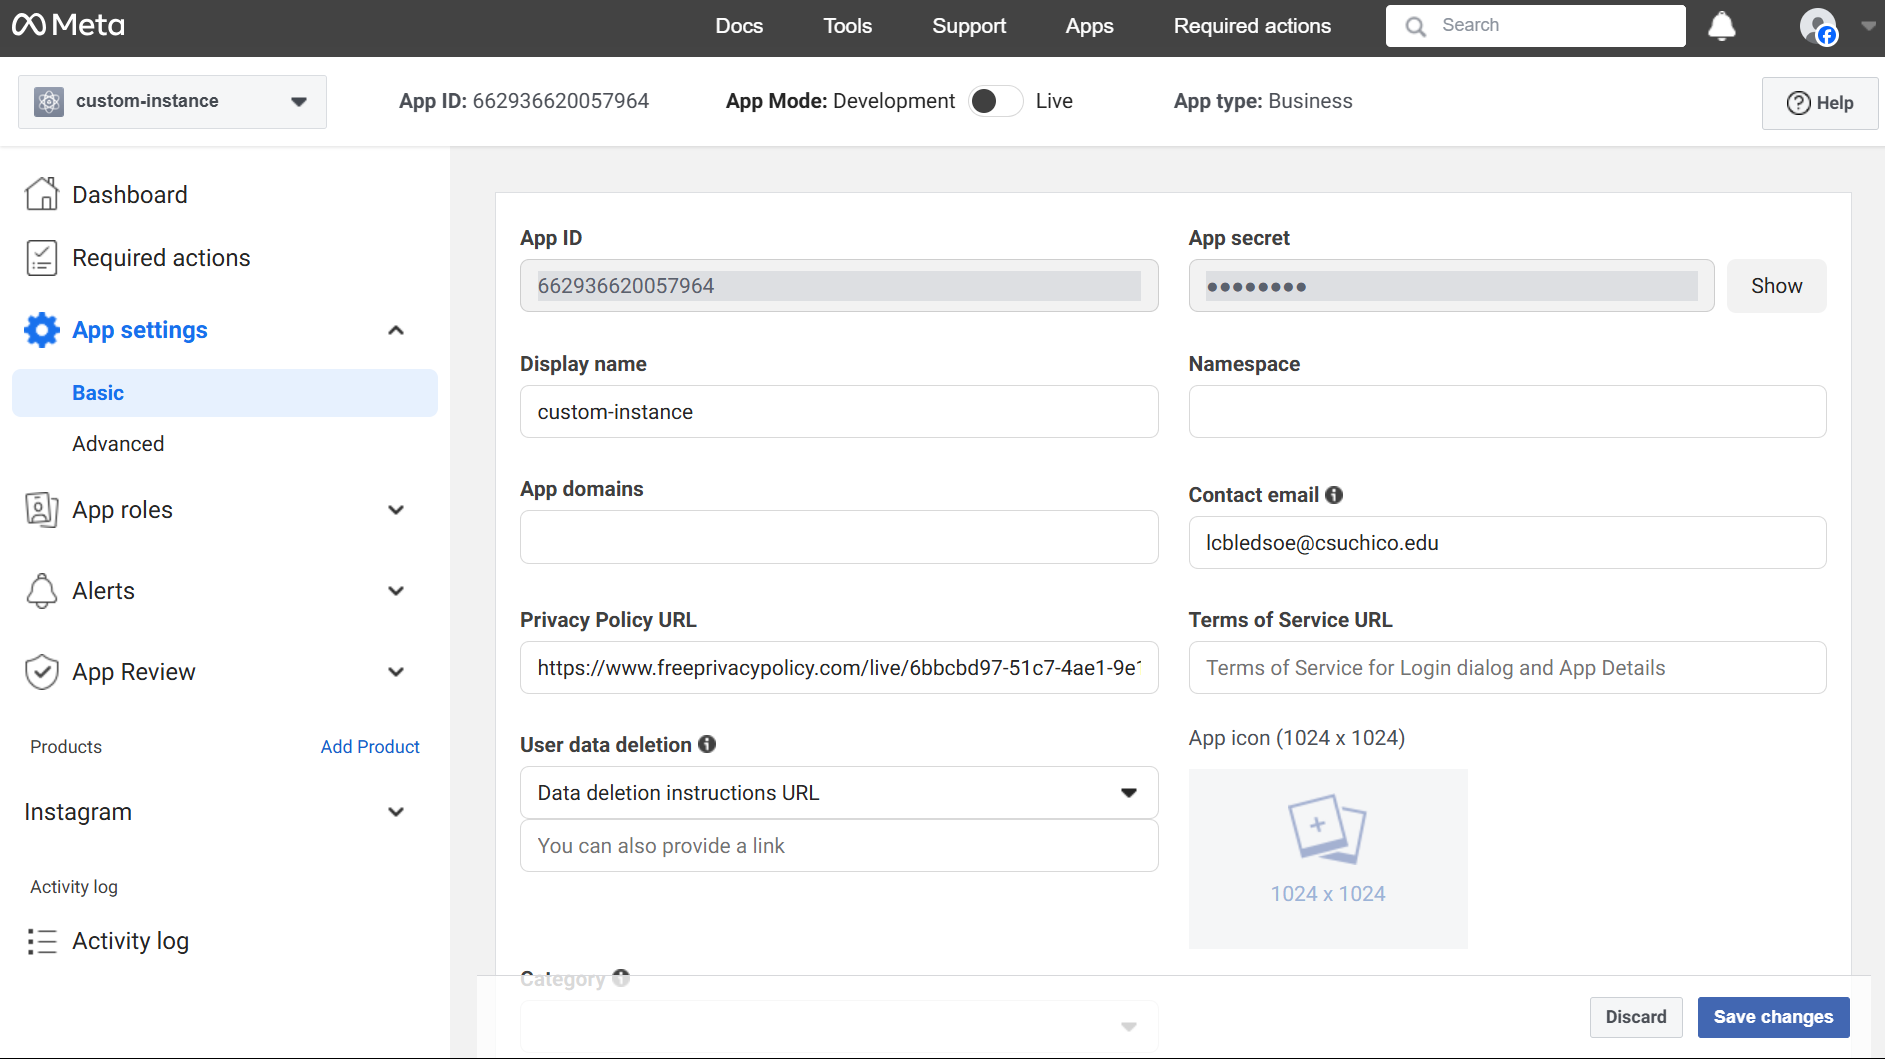 Meta
Docs Tools Support Apps Required actions Search
custom-instance
App ID: 662936620057964
App Mode: Development Live
App type: Business
Help
Dashboard
Required actions
App settings
Basic
Advanced
App roles
Alerts
App Review
Products Add Product
Instagram
Activity log
Activity log
App ID
662936620057964
App secret
●●●●●●●●
Show
Display name
custom-instance
Namespace
App domains
Contact email
lcbledsoe@csuchico.edu
Privacy Policy URL
https://www.freeprivacypolicy.com/live/6bbcbd97-51c7-4ae1-9e1
Terms of Service URL
Terms of Service for Login dialog and App Details
User data deletion
Data deletion instructions URL
You can also provide a link
App icon (1024 x 1024)
1024 x 1024
Category
Discard
Save changes